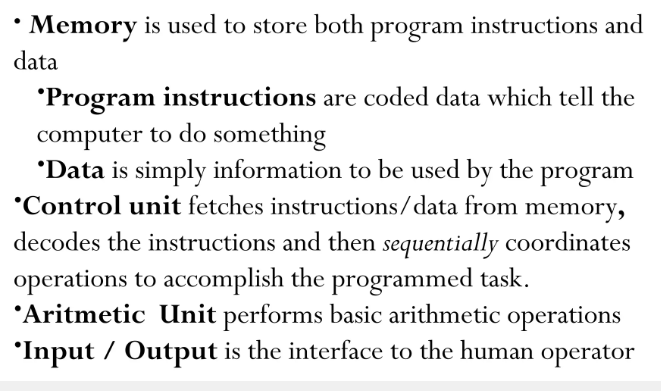 • Memory is used to store both program instructions and
data
•Program instructions are coded data which tell the
computer to do something
•Data is simply information to be used by the program
•Control unit fetches instructions/data from memory,
decodes the instructions and then sequentially coordinates
operations to accomplish the programmed task.
•Aritmetic Unit performs basic arithmetic operations
•Input / Output is the interface to the human operator